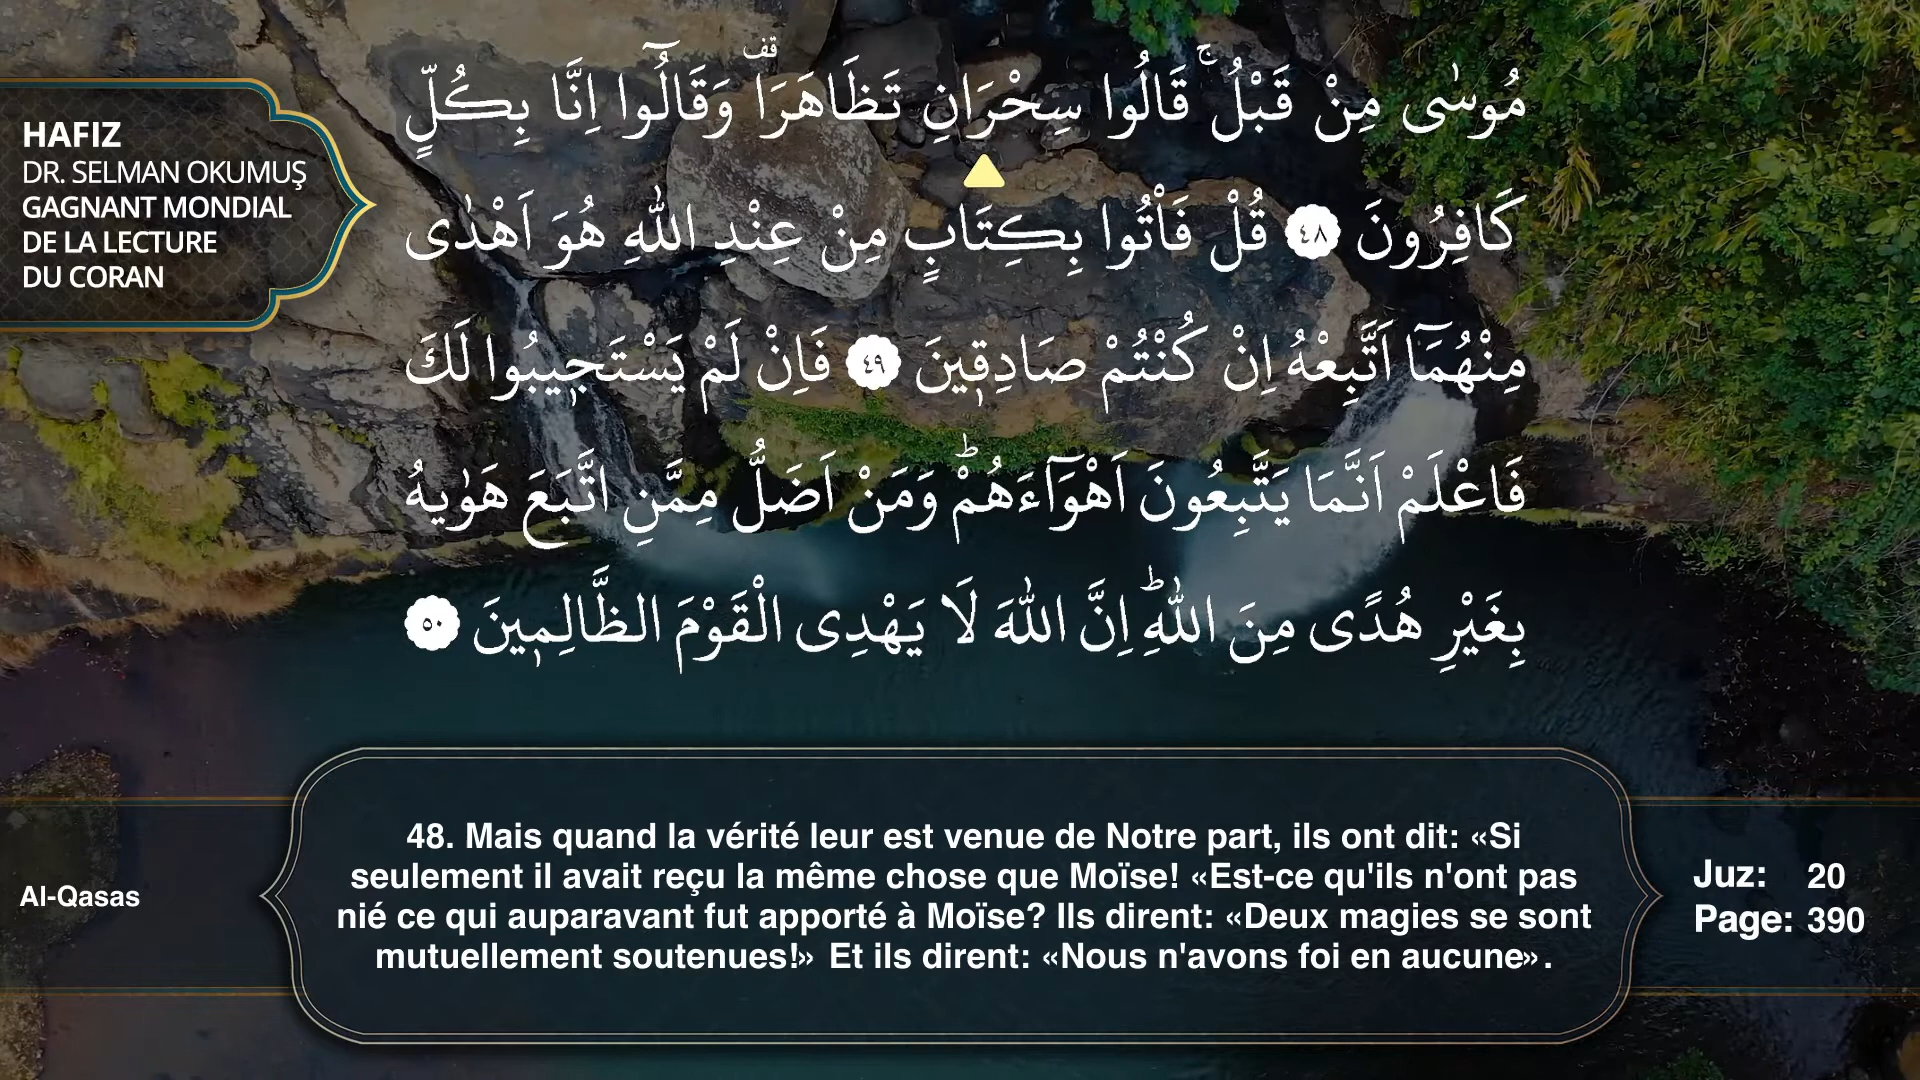 مُوسٰى مِنْ قَبْلُۚ قَالُوا سِحْرَانِ تَظَاهَرَا۠ وَقَالُٓوا اِنَّا بِكُلٍّ
كَافِرُونَ ٤٨ قُلْ فَأْتُوا بِكِتَابٍ مِنْ عِنْدِ اللّٰهِ هُوَ اَهْدٰى
مِنْهُمَٓا اَتَّبِعْهُ اِنْ كُنْتُمْ صَادِقٖينَ ٤٩ فَاِنْ لَمْ يَسْتَجٖيبُوا لَكَ
فَاعْلَمْ اَنَّمَا يَتَّبِعُونَ اَهْوَٓاءَهُمْؕ وَمَنْ اَضَلُّ مِمَّنِ اتَّبَعَ هَوٰيهُ
بِغَيْرِ هُدًى مِنَ اللّٰهِؕ اِنَّ اللّٰهَ لَا يَهْدِى الْقَوْمَ الظَّالِمٖينَ ٥٠
HAFIZ
DR. SELMAN OKUMUŞ
GAGNANT MONDIAL
DE LA LECTURE
DU CORAN
48. Mais quand la vérité leur est venue de Notre part, ils ont dit: «Si
seulement il avait reçu la même chose que Moïse! «Est-ce qu'ils n'ont pas
nié ce qui auparavant fut apporté à Moïse? Ils dirent: «Deux magies se sont
mutuellement soutenues!» Et ils dirent: «Nous n'avons foi en aucune».
Al-Qasas
Juz: 20
Page: 390